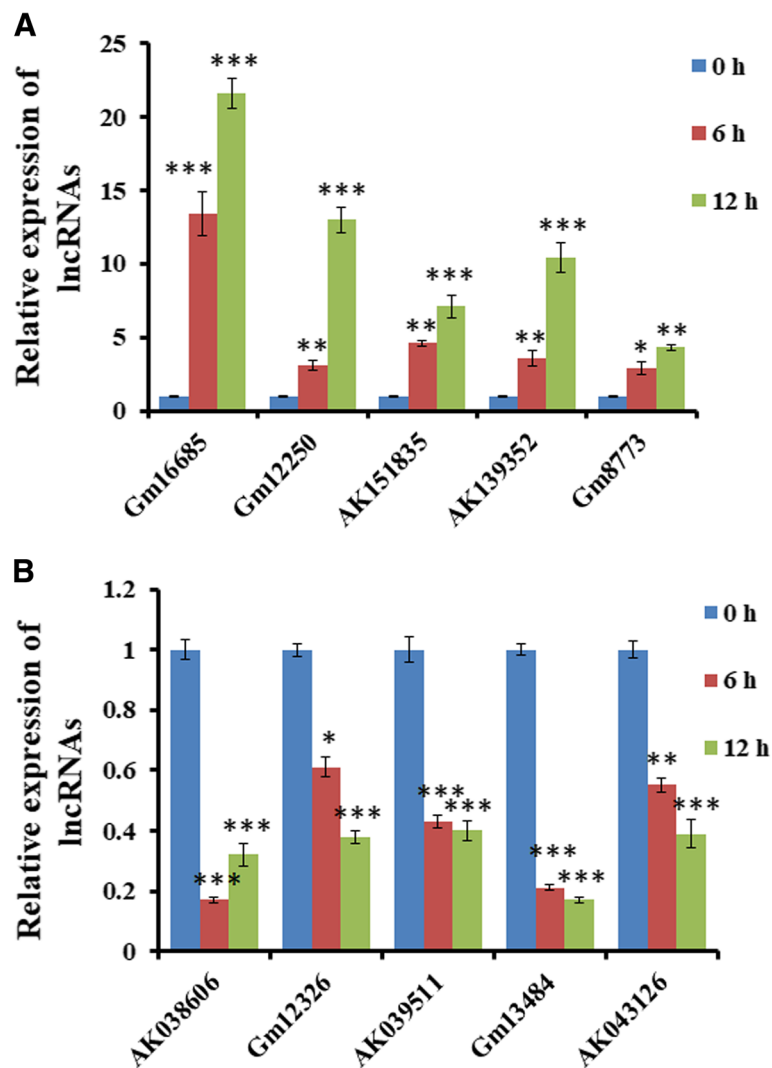 A
Relative expression of
lncRNAs
25
20
15
10
5
0
***
***
**
***
**
***
**
***
*
**
0 h
6 h
12 h
Gm16685
Gm12250
AK151835
AK139352
Gm8773
B
Relative expression of
lncRNAs
1.2
1
0.8
0.6
0.4
0.2
0
***
***
*
***
***
***
***
***
**
***
0 h
6 h
12 h
AK038606
Gm12326
AK039511
Gm13484
AK043126